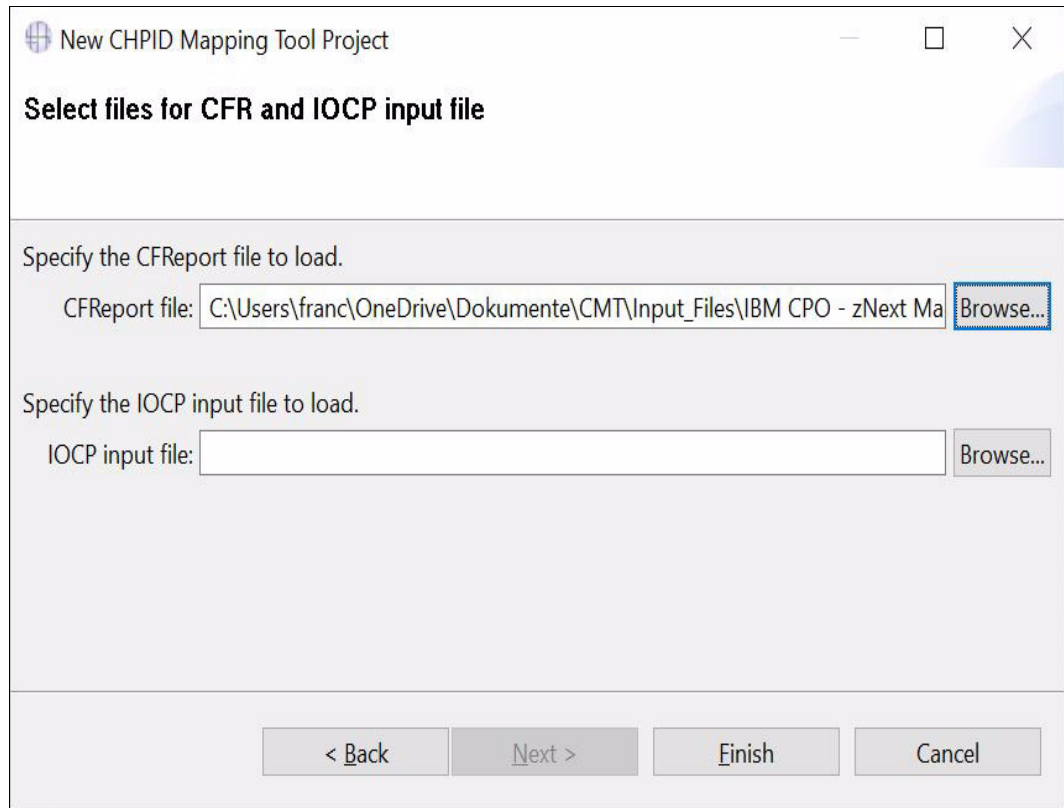 New CHPID Mapping Tool Project
Select files for CFR and IOCP input file
Specify the CFReport file to load.
CFReport file: C:\Users\franc\OneDrive\Dokumente\CMT\Input_Files\IBM CPO - zNext Ma Browse...
Specify the IOCP input file to load.
IOCP input file: Browse...
< Back Next > Finish Cancel